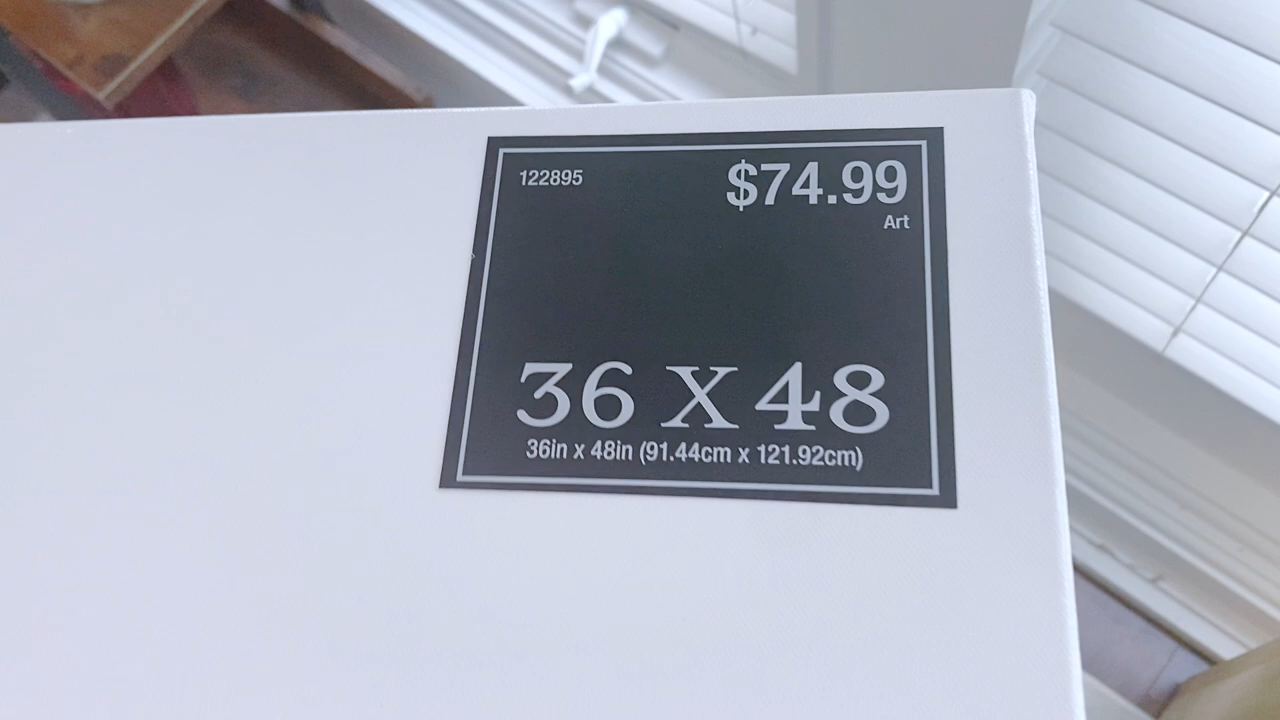 122895
$74.99
Art
36 X 48
36in x 48in (91.44cm x 121.92cm)